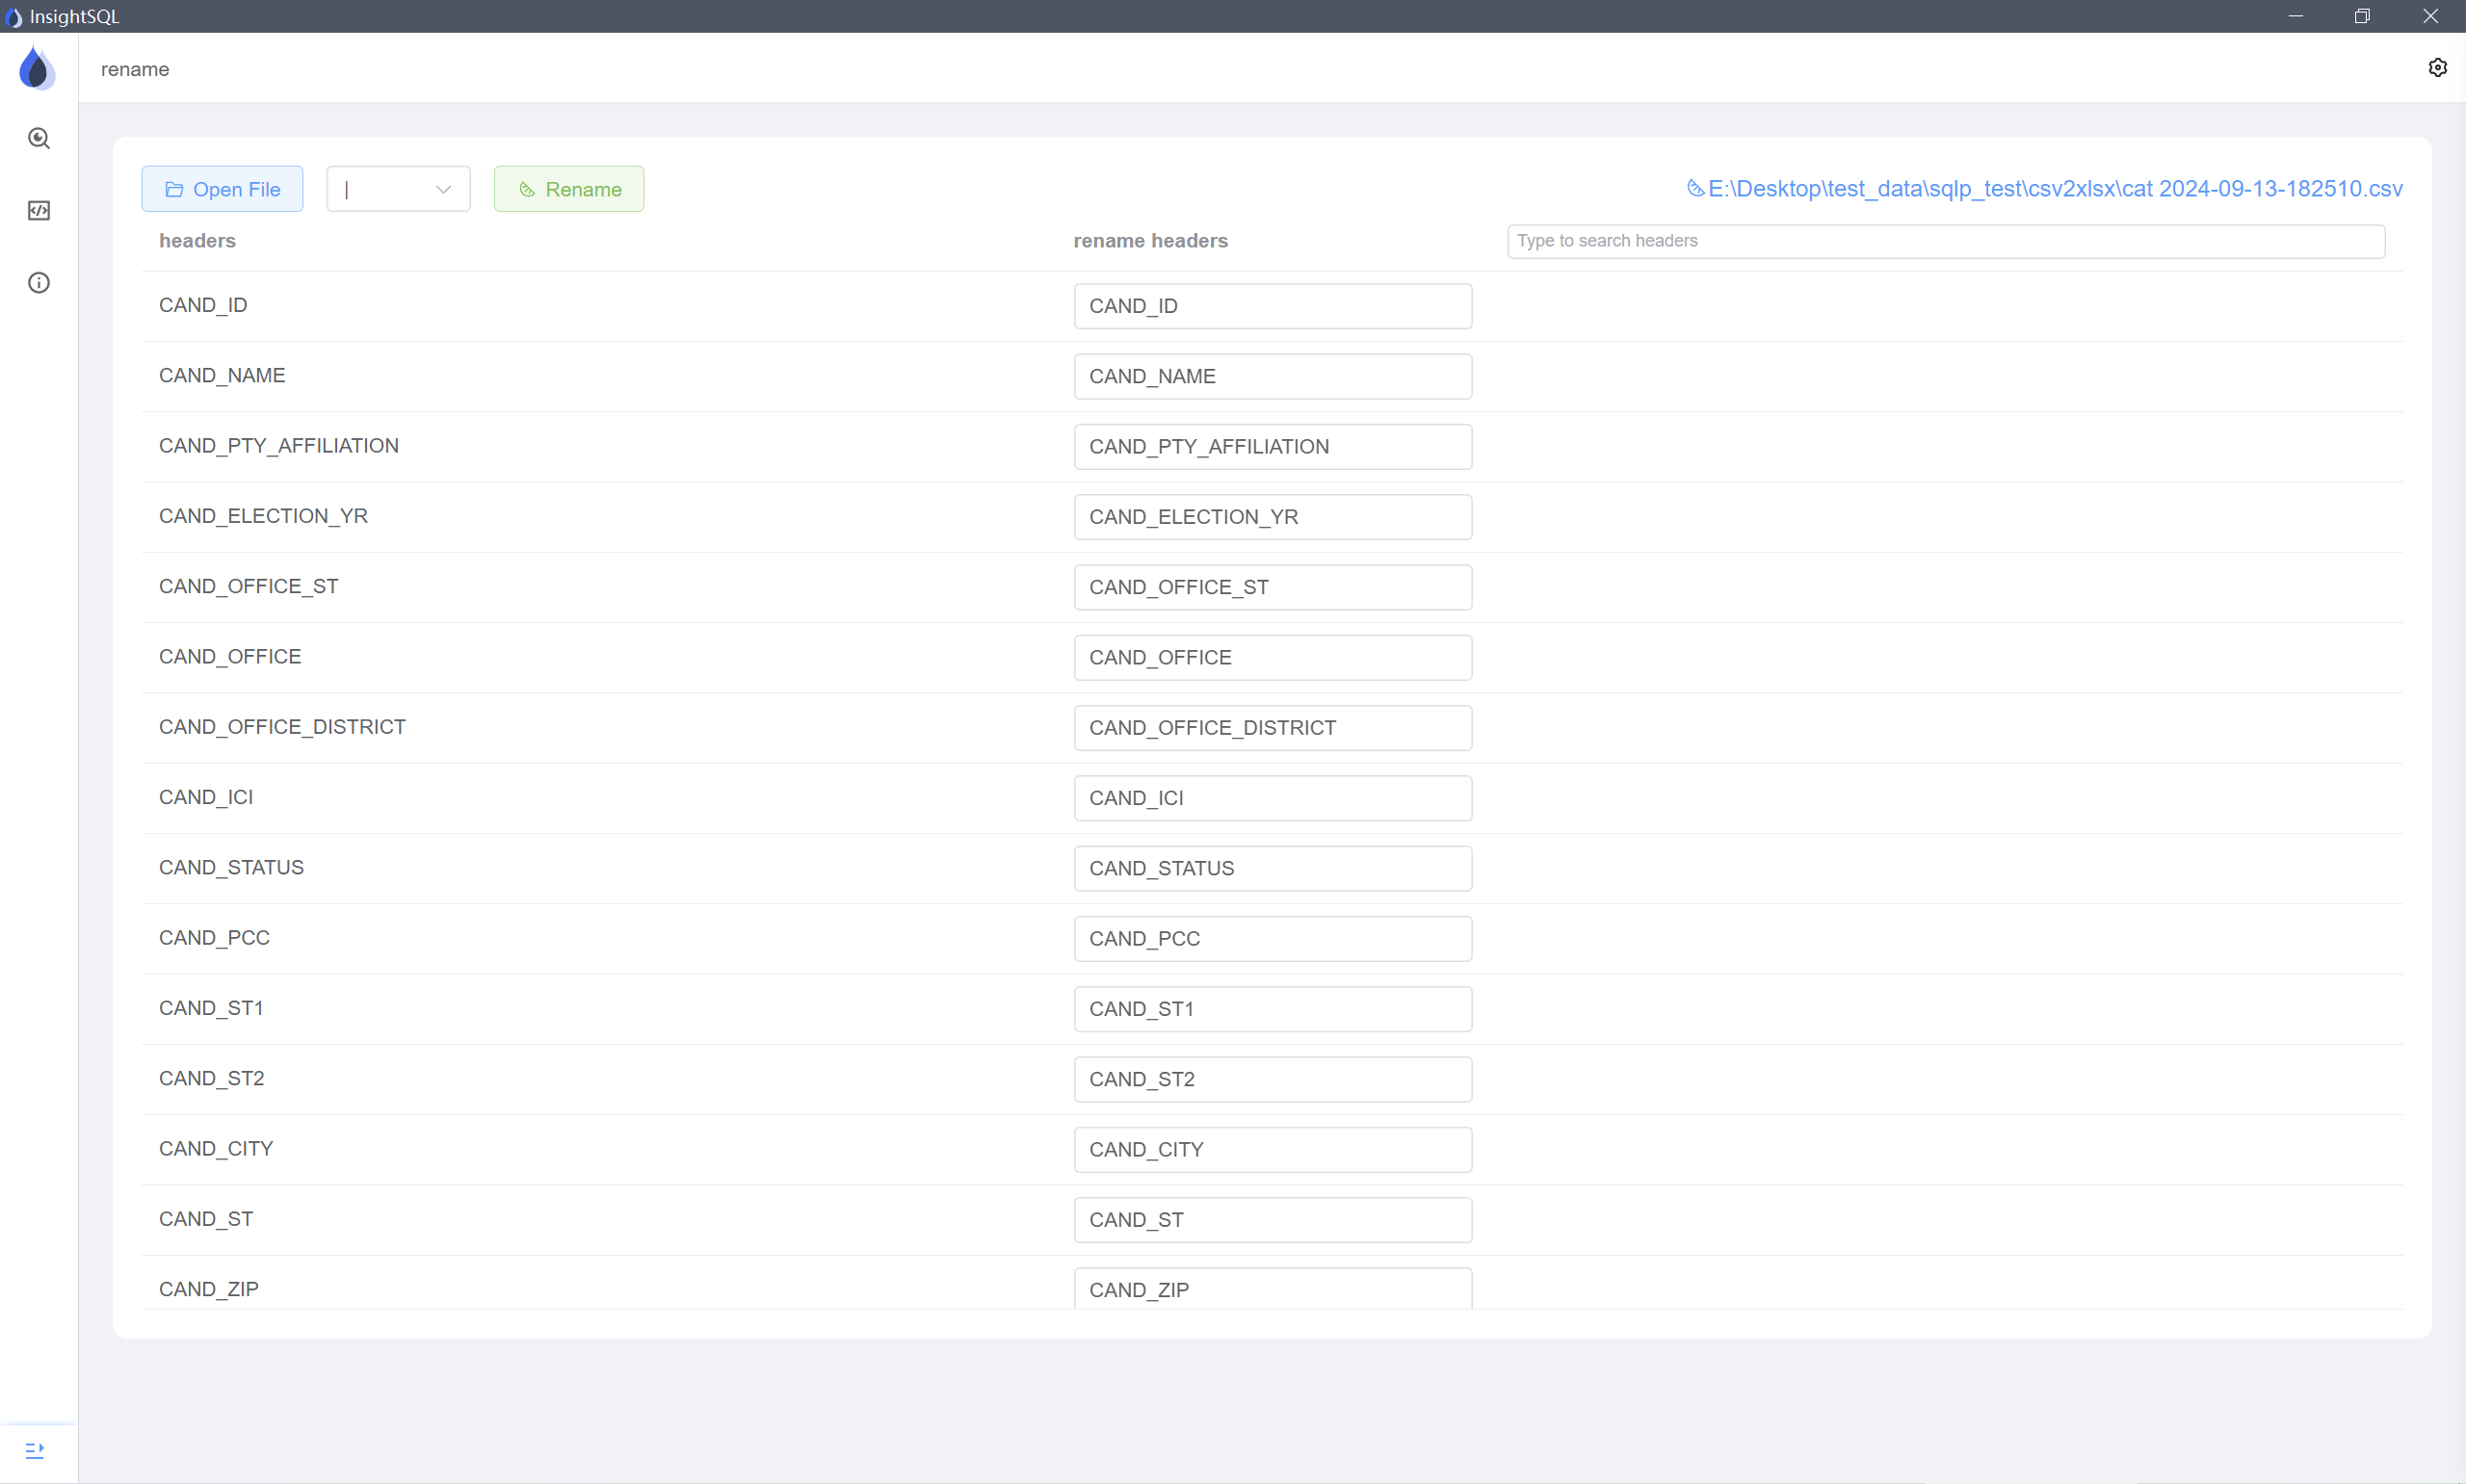 InsightSQL
rename
Open File | Rename E:\Desktop\test_data\sqlp_test\csv2xlsx\cat 2024-09-13-182510.csv
headers rename headers Type to search headers
CAND_ID CAND_ID
CAND_NAME CAND_NAME
CAND_PTY_AFFILIATION CAND_PTY_AFFILIATION
CAND_ELECTION_YR CAND_ELECTION_YR
CAND_OFFICE_ST CAND_OFFICE_ST
CAND_OFFICE CAND_OFFICE
CAND_OFFICE_DISTRICT CAND_OFFICE_DISTRICT
CAND_ICI CAND_ICI
CAND_STATUS CAND_STATUS
CAND_PCC CAND_PCC
CAND_ST1 CAND_ST1
CAND_ST2 CAND_ST2
CAND_CITY CAND_CITY
CAND_ST CAND_ST
CAND_ZIP CAND_ZIP